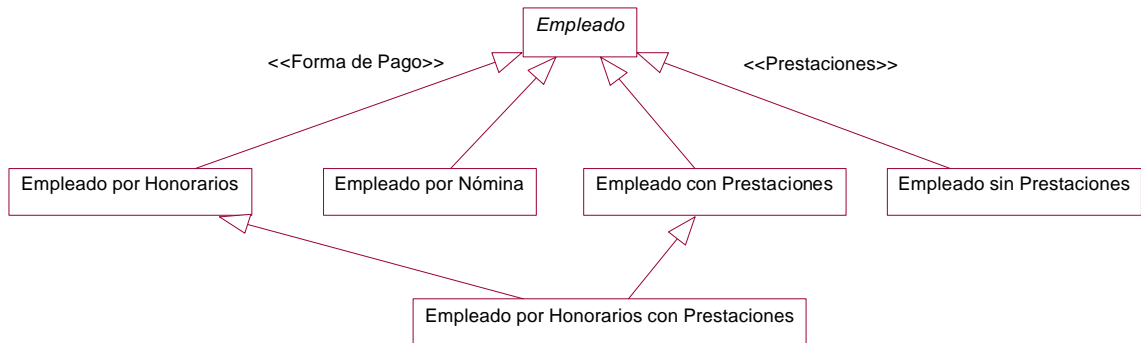 Empleado
<<Forma de Pago>>
<<Prestaciones>>
Empleado por Honorarios
Empleado por Nómina
Empleado con Prestaciones
Empleado sin Prestaciones
Empleado por Honorarios con Prestaciones